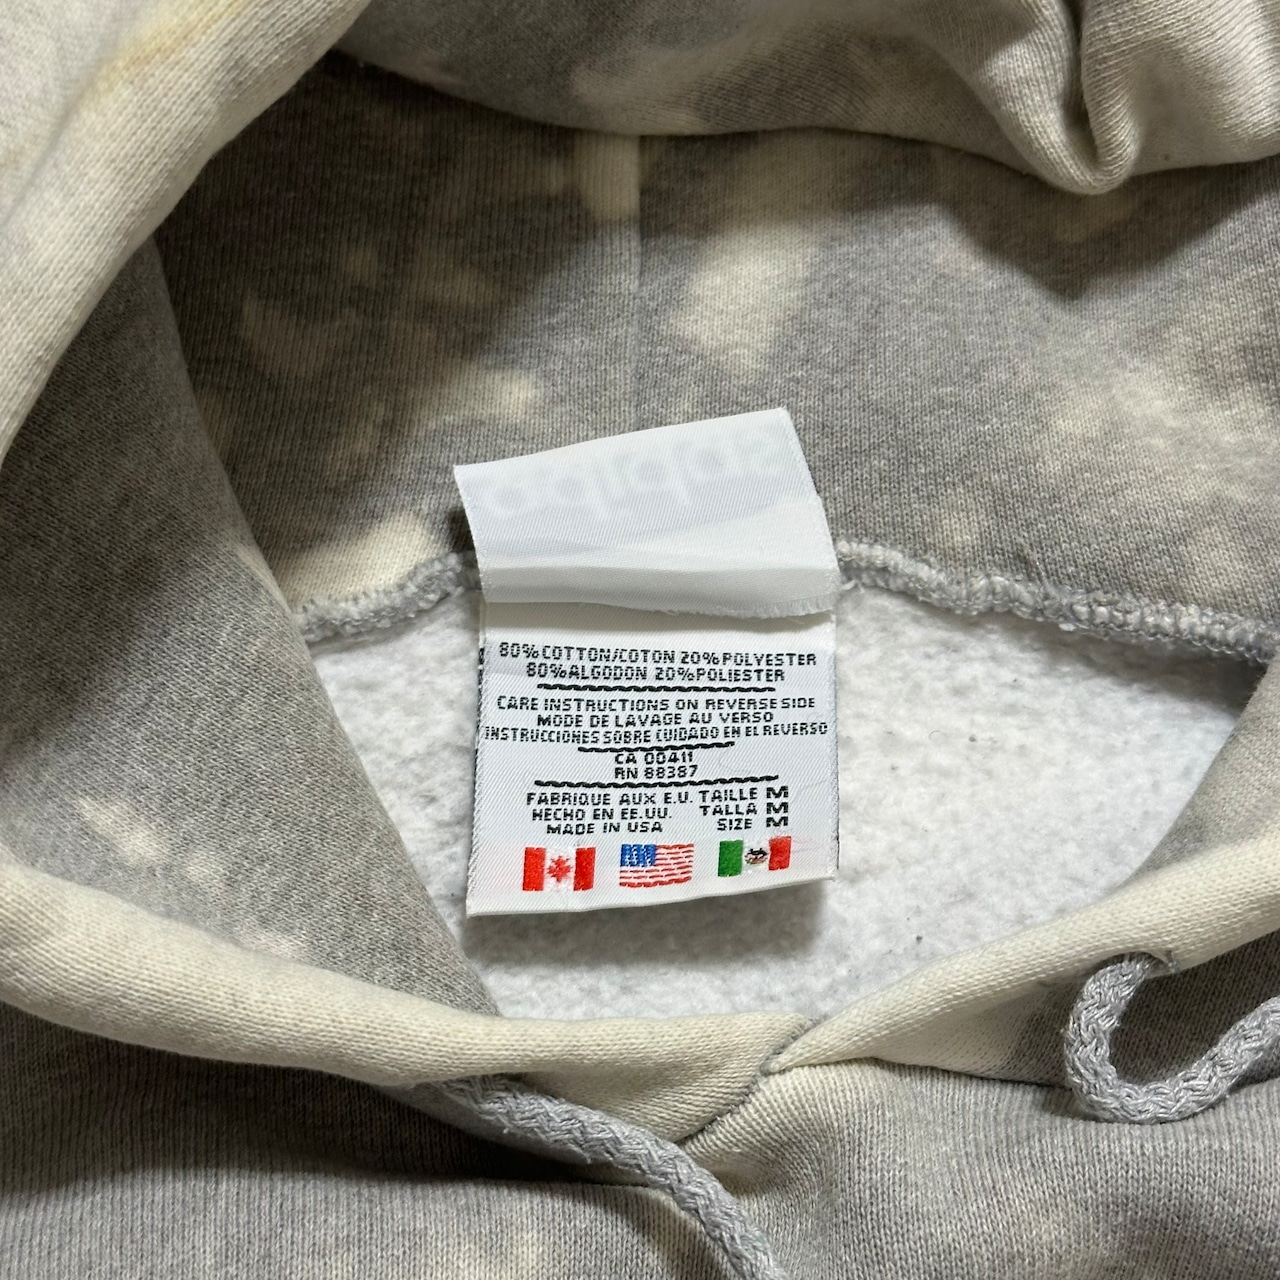 80% COTTON/COTON 20% POLYESTER
80% ALGODON 20% POLIESTER
CARE INSTRUCTIONS ON REVERSE SIDE
MODE DE LAVAGE AU VERSO
INSTRUCCIONES SOBRE CUIDADO EN EL REVERSO
CA 00411
RN 88387
FABRIQUE AUX E.U. TAILLE M
HECHO EN EE.UU. TALLA M
MADE IN USA SIZE M